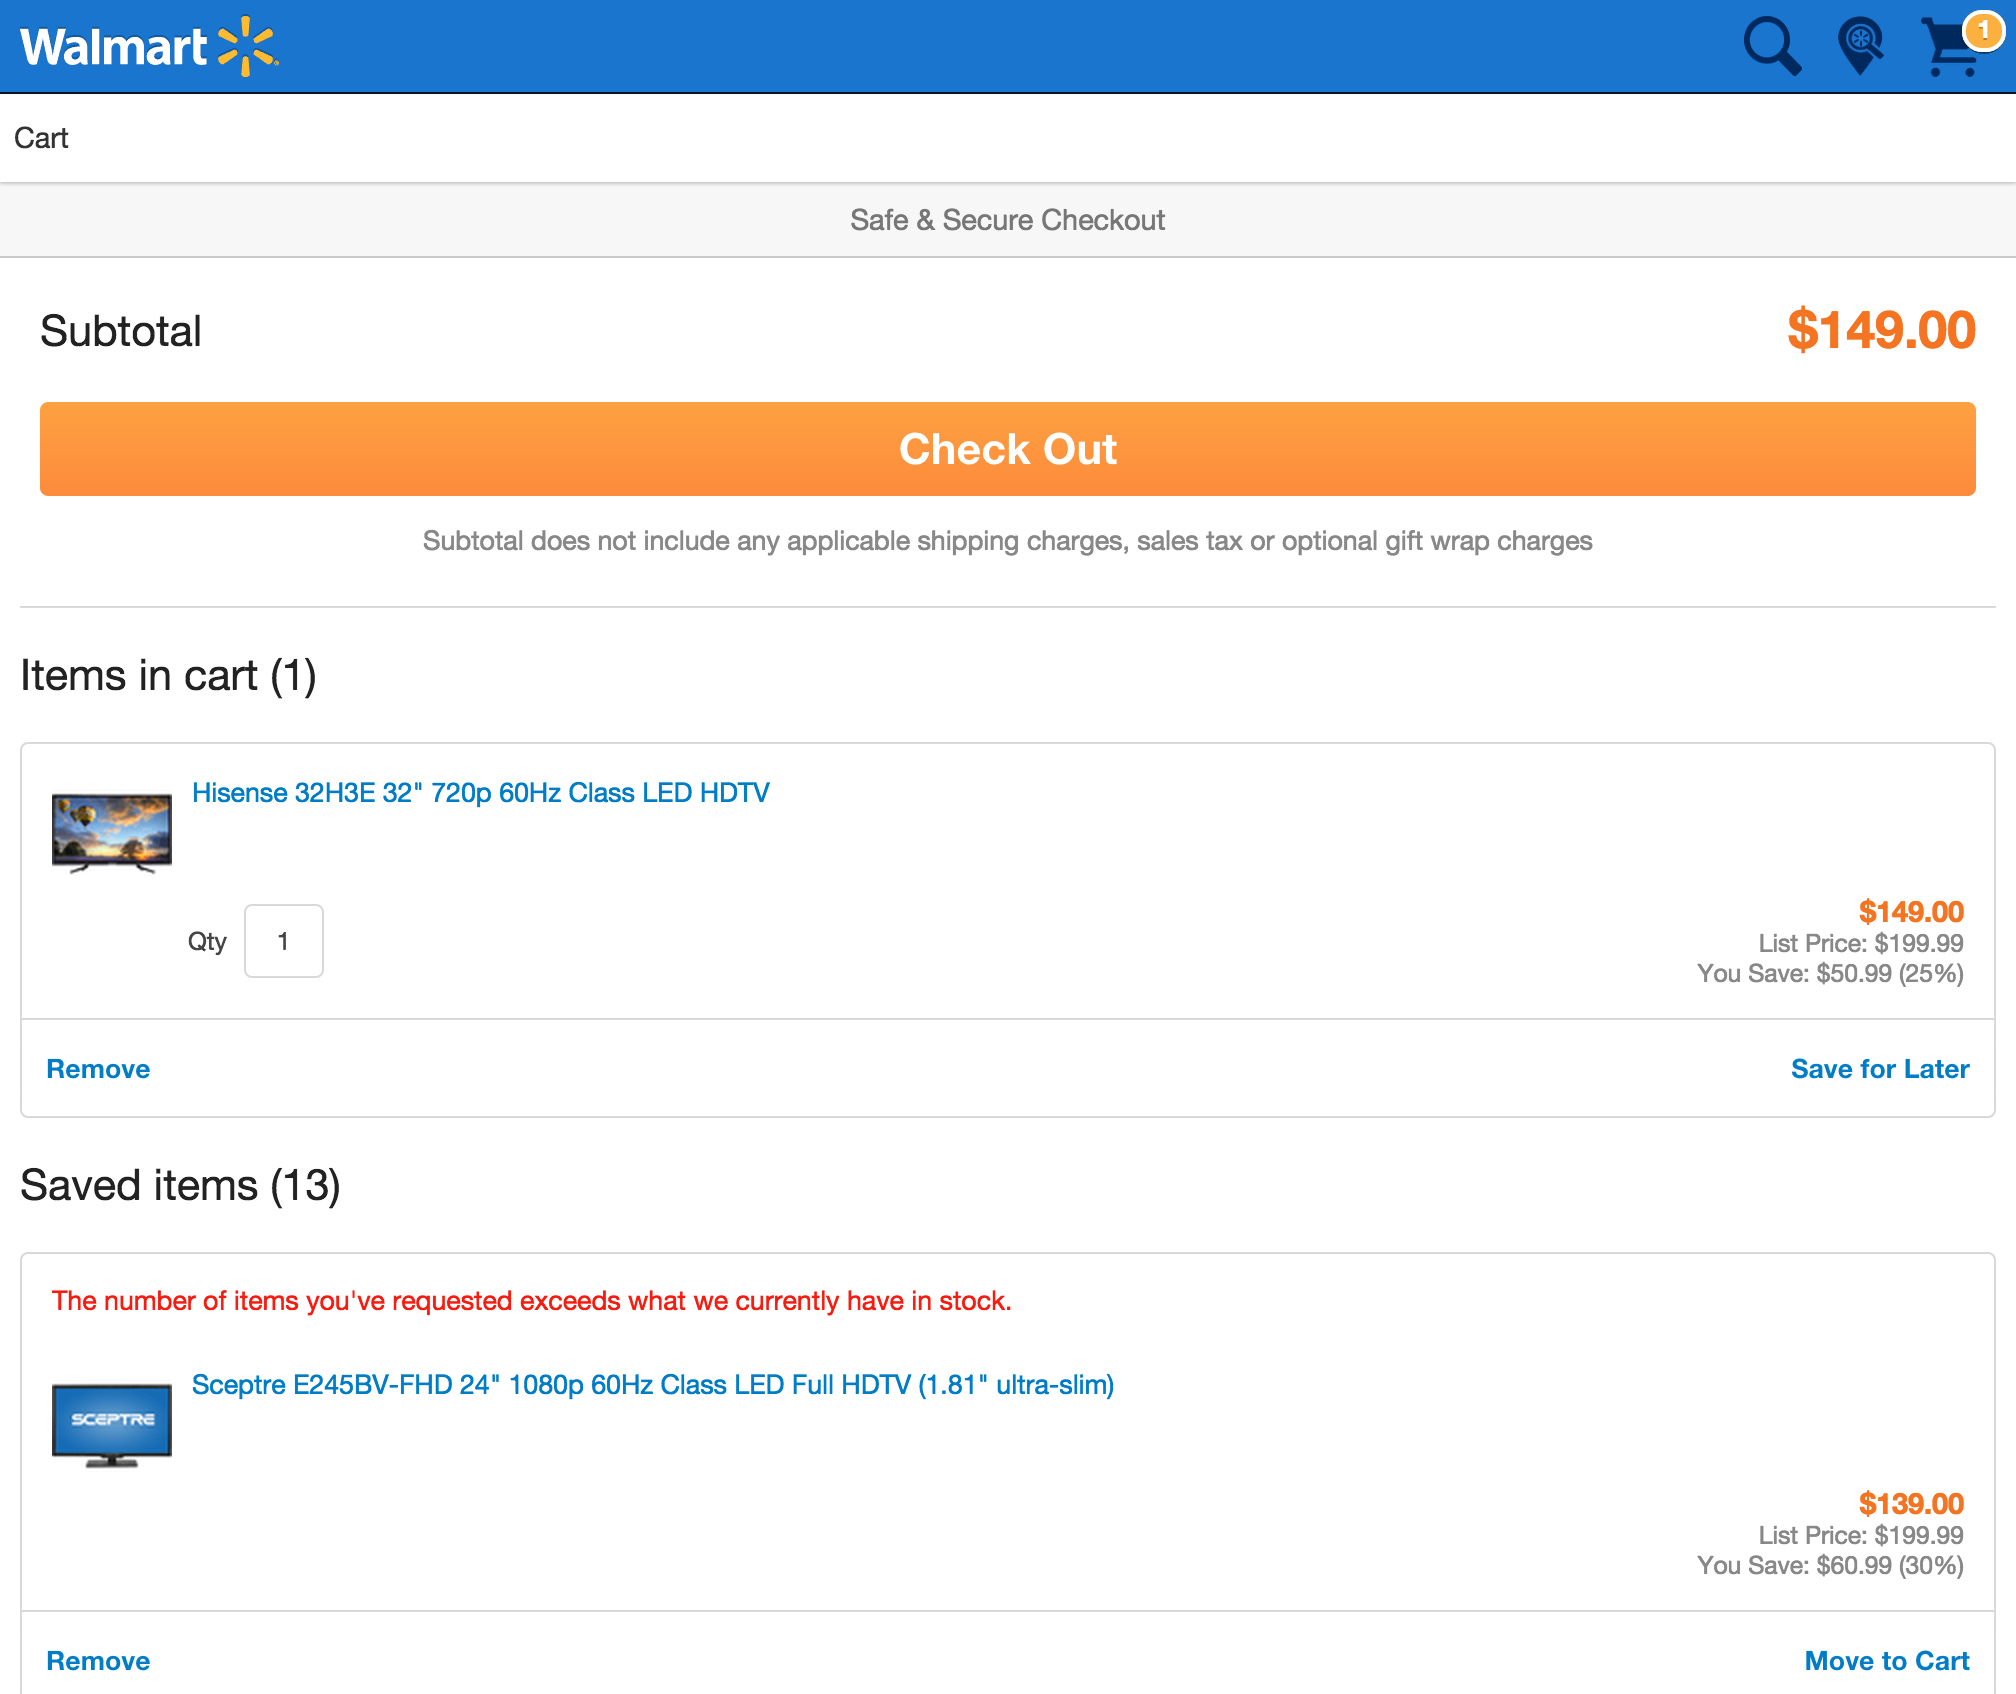 Walmart
1
Cart
Safe & Secure Checkout
Subtotal
$149.00
Check Out
Subtotal does not include any applicable shipping charges, sales tax or optional gift wrap charges
Items in cart (1)
Hisense 32H3E 32" 720p 60Hz Class LED HDTV
Qty 1
$149.00
List Price: $199.99
You Save: $50.99 (25%)
Remove
Save for Later
Saved items (13)
The number of items you've requested exceeds what we currently have in stock.
Sceptre E245BV-FHD 24" 1080p 60Hz Class LED Full HDTV (1.81" ultra-slim)
SCEPTRE
$139.00
List Price: $199.99
You Save: $60.99 (30%)
Remove
Move to Cart